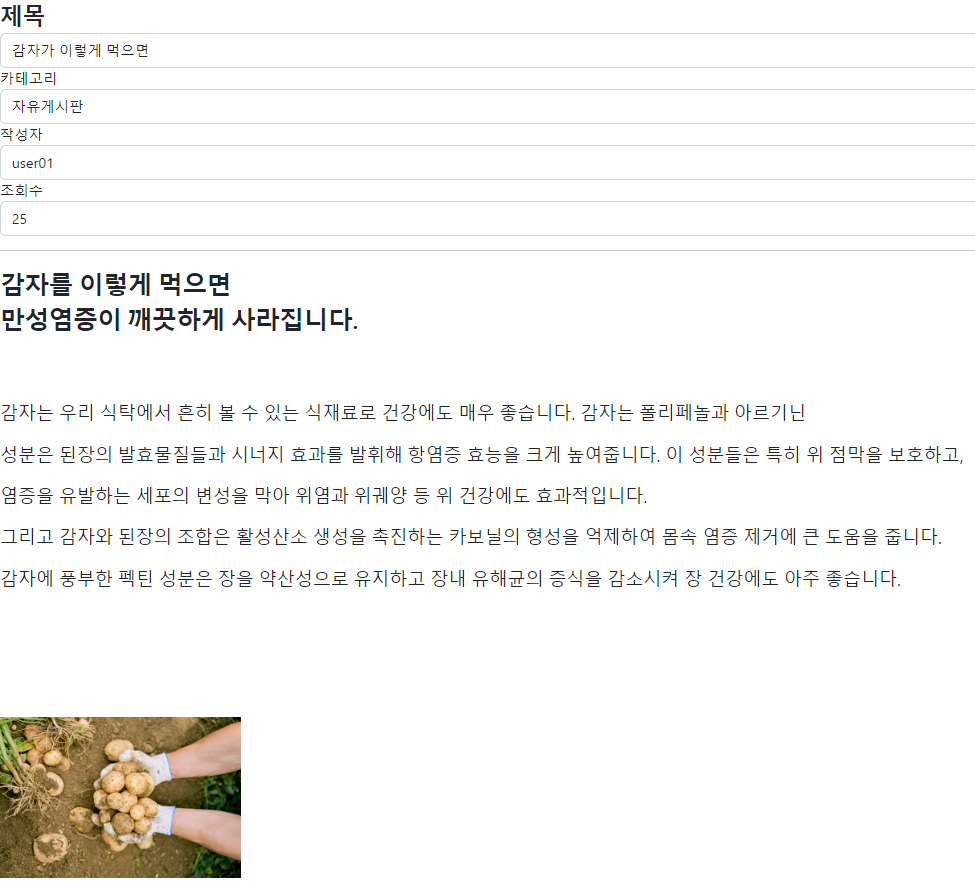 제목
감자가 이렇게 먹으면
카테고리
자유게시판
작성자
user01
조회수
25
감자를 이렇게 먹으면
만성염증이 깨끗하게 사라집니다.
감자는 우리 식탁에서 흔히 볼 수 있는 식재료로 건강에도 매우 좋습니다. 감자는 폴리페놀과 아르기닌
성분은 된장의 발효물질들과 시너지 효과를 발휘해 항염증 효능을 크게 높여줍니다. 이 성분들은 특히 위 점막을 보호하고,
염증을 유발하는 세포의 변성을 막아 위염과 위궤양 등 위 건강에도 효과적입니다.
그리고 감자와 된장의 조합은 활성산소 생성을 촉진하는 카보닐의 형성을 억제하여 몸속 염증 제거에 큰 도움을 줍니다.
감자에 풍부한 펙틴 성분은 장을 약산성으로 유지하고 장내 유해균의 증식을 감소시켜 장 건강에도 아주 좋습니다.